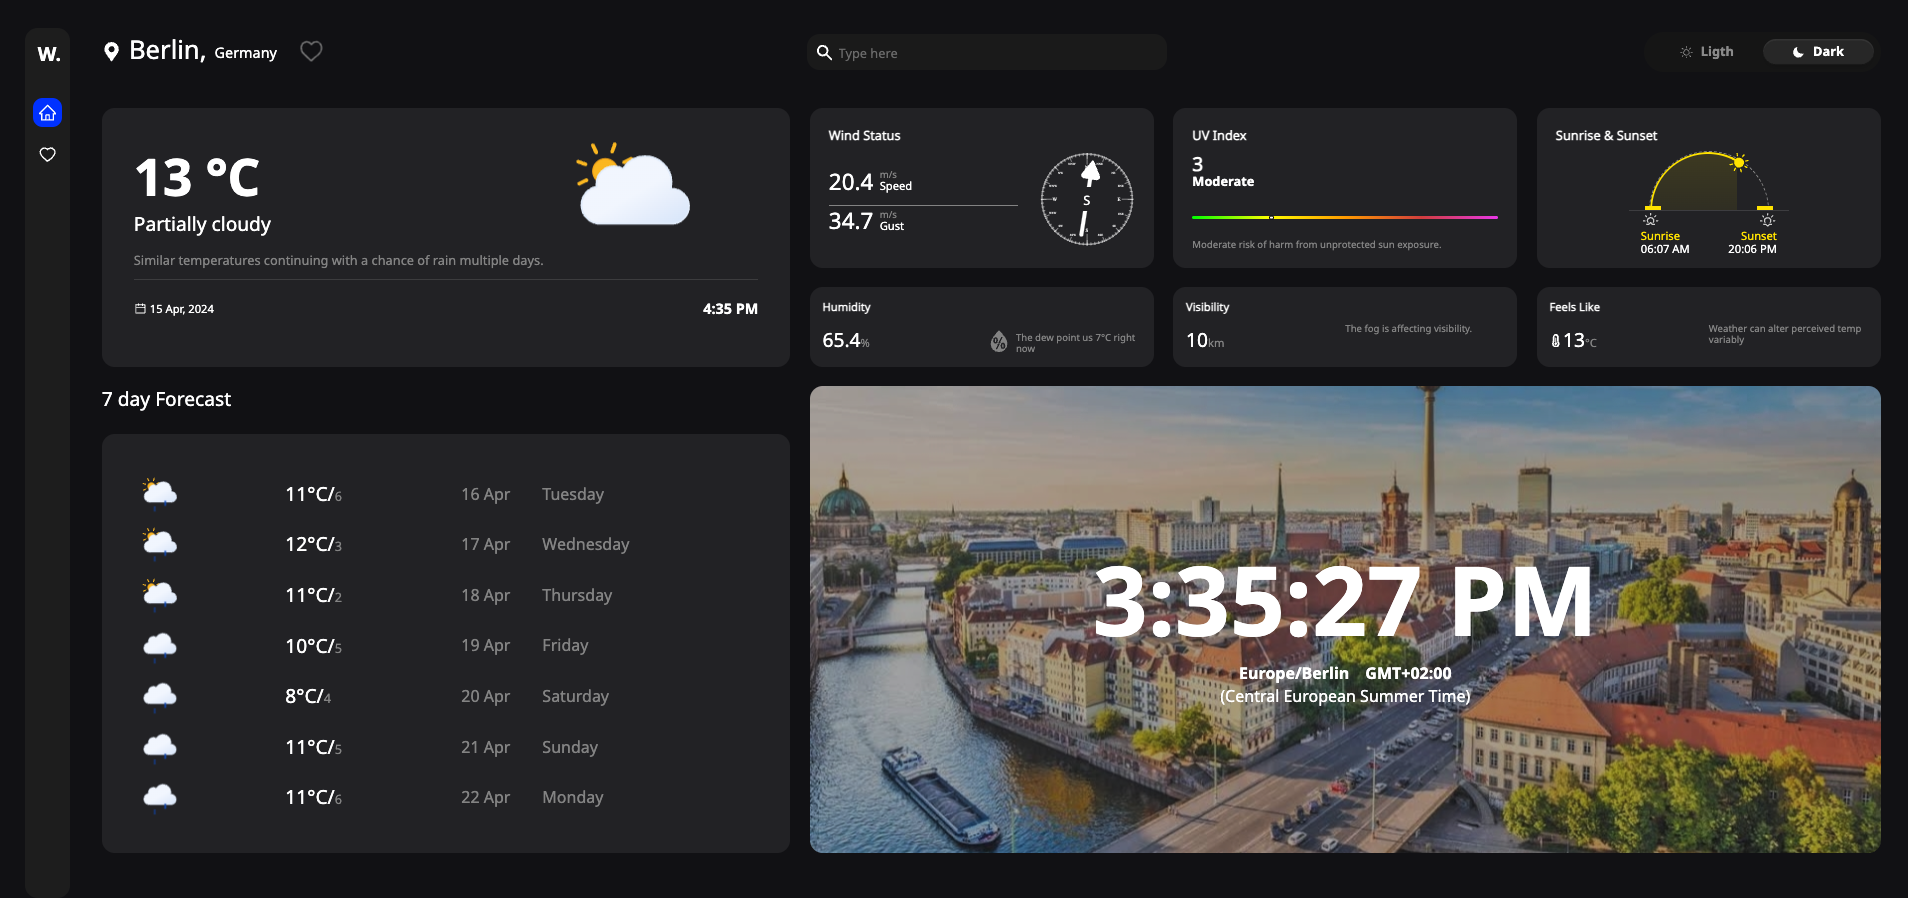 W.
Berlin, Germany
Type here
Ligth
Dark
13 °C
Partially cloudy
Similar temperatures continuing with a chance of rain multiple days.
15 Apr, 2024
4:35 PM
Wind Status
20.4 m/s Speed
34.7 m/s Gust
S
UV Index
3
Moderate
Moderate risk of harm from unprotected sun exposure.
Sunrise & Sunset
Sunrise
06:07 AM
Sunset
20:06 PM
Humidity
65.4%
%
The dew point us 7°C right
now
Visibility
10km
The fog is affecting visibility.
Feels Like
13°C
Weather can alter perceived temp
variably
7 day Forecast
11°C/6 16 Apr Tuesday
12°C/3 17 Apr Wednesday
11°C/2 18 Apr Thursday
10°C/5 19 Apr Friday
8°C/4 20 Apr Saturday
11°C/5 21 Apr Sunday
11°C/6 22 Apr Monday
3:35:27 PM
Europe/Berlin GMT+02:00
(Central European Summer Time)